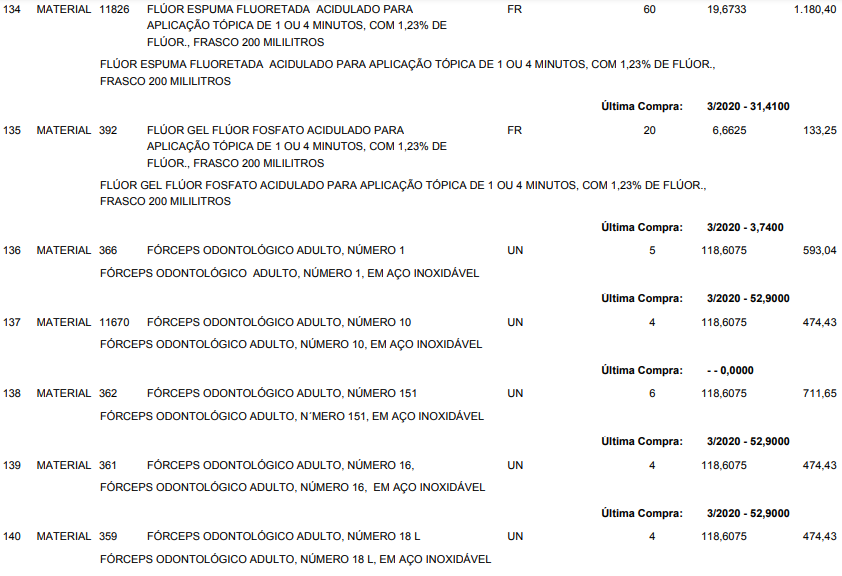 134 MATERIAL 11826 FLÚOR ESPUMA FLUORETADA  ACIDULADO PARA FR 60 19,6733 1.180,40
APLICAÇÃO TÓPICA DE 1 OU 4 MINUTOS, COM 1,23% DE
FLÚOR., FRASCO 200 MILILITROS
FLÚOR ESPUMA FLUORETADA  ACIDULADO PARA APLICAÇÃO TÓPICA DE 1 OU 4 MINUTOS, COM 1,23% DE FLÚOR.,
FRASCO 200 MILILITROS
Última Compra: 3/2020 - 31,4100
135 MATERIAL 392 FLÚOR GEL FLÚOR FOSFATO ACIDULADO PARA FR 20 6,6625 133,25
APLICAÇÃO TÓPICA DE 1 OU 4 MINUTOS, COM 1,23% DE
FLÚOR., FRASCO 200 MILILITROS
FLÚOR GEL FLÚOR FOSFATO ACIDULADO PARA APLICAÇÃO TÓPICA DE 1 OU 4 MINUTOS, COM 1,23% DE FLÚOR.,
FRASCO 200 MILILITROS
Última Compra: 3/2020 - 3,7400
136 MATERIAL 366 FÓRCEPS ODONTOLÓGICO ADULTO, NÚMERO 1 UN 5 118,6075 593,04
FÓRCEPS ODONTOLÓGICO  ADULTO, NÚMERO 1, EM AÇO INOXIDÁVEL
Última Compra: 3/2020 - 52,9000
137 MATERIAL 11670 FÓRCEPS ODONTOLÓGICO ADULTO, NÚMERO 10 UN 4 118,6075 474,43
FÓRCEPS ODONTOLÓGICO ADULTO, NÚMERO 10, EM AÇO INOXIDÁVEL
Última Compra: - - 0,0000
138 MATERIAL 362 FÓRCEPS ODONTOLÓGICO ADULTO, NÚMERO 151 UN 6 118,6075 711,65
FÓRCEPS ODONTOLÓGICO ADULTO, N´MERO 151, EM AÇO INOXIDÁVEL
Última Compra: 3/2020 - 52,9000
139 MATERIAL 361 FÓRCEPS ODONTOLÓGICO ADULTO, NÚMERO 16, UN 4 118,6075 474,43
FÓRCEPS ODONTOLÓGICO ADULTO, NÚMERO 16,  EM AÇO INOXIDÁVEL
Última Compra: 3/2020 - 52,9000
140 MATERIAL 359 FÓRCEPS ODONTOLÓGICO ADULTO, NÚMERO 18 L UN 4 118,6075 474,43
FÓRCEPS ODONTOLÓGICO ADULTO, NÚMERO 18 L, EM AÇO INOXIDÁVEL